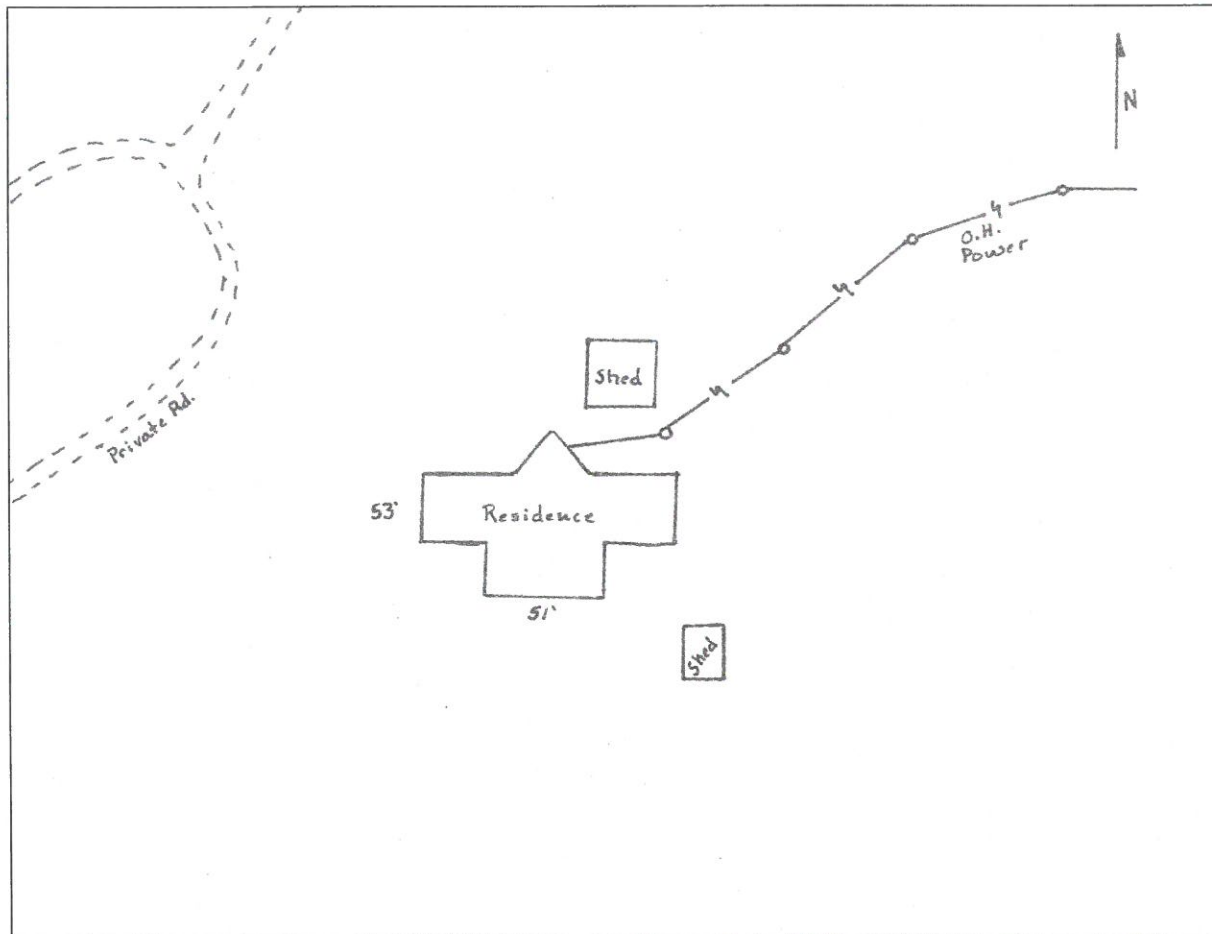 N
O.H.
Power
Shed
Private Rd.
53'
Residence
51'
Shed